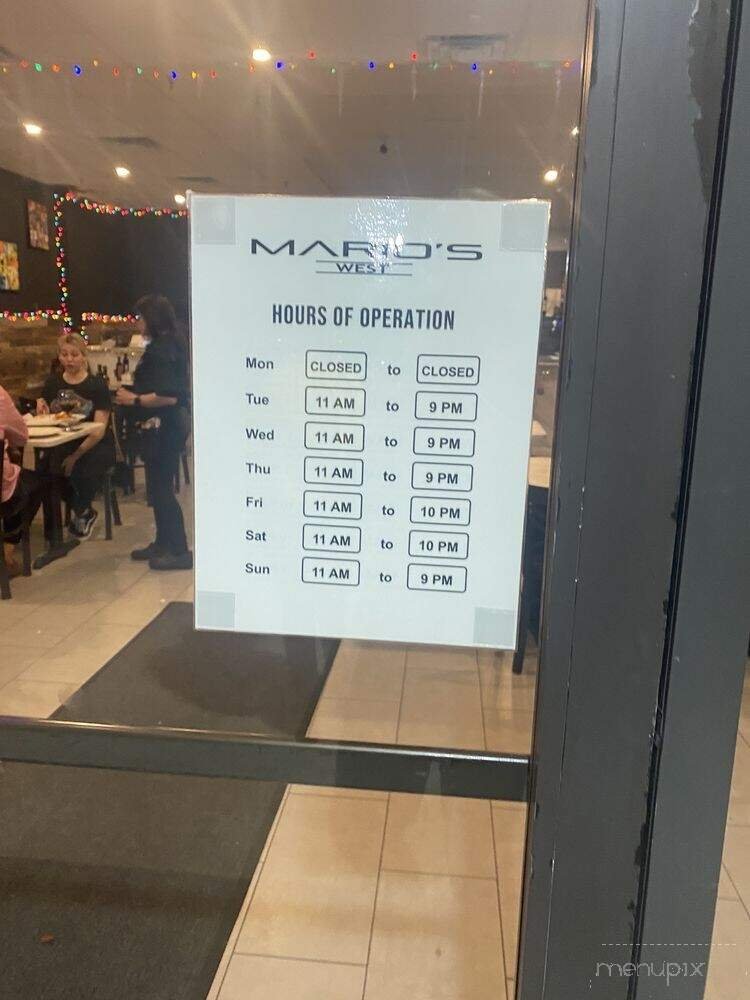 MARIO'S
WEST
HOURS OF OPERATION
Mon CLOSED to CLOSED
Tue 11 AM to 9 PM
Wed 11 AM to 9 PM
Thu 11 AM to 9 PM
Fri 11 AM to 10 PM
Sat 11 AM to 10 PM
Sun 11 AM to 9 PM
menupix